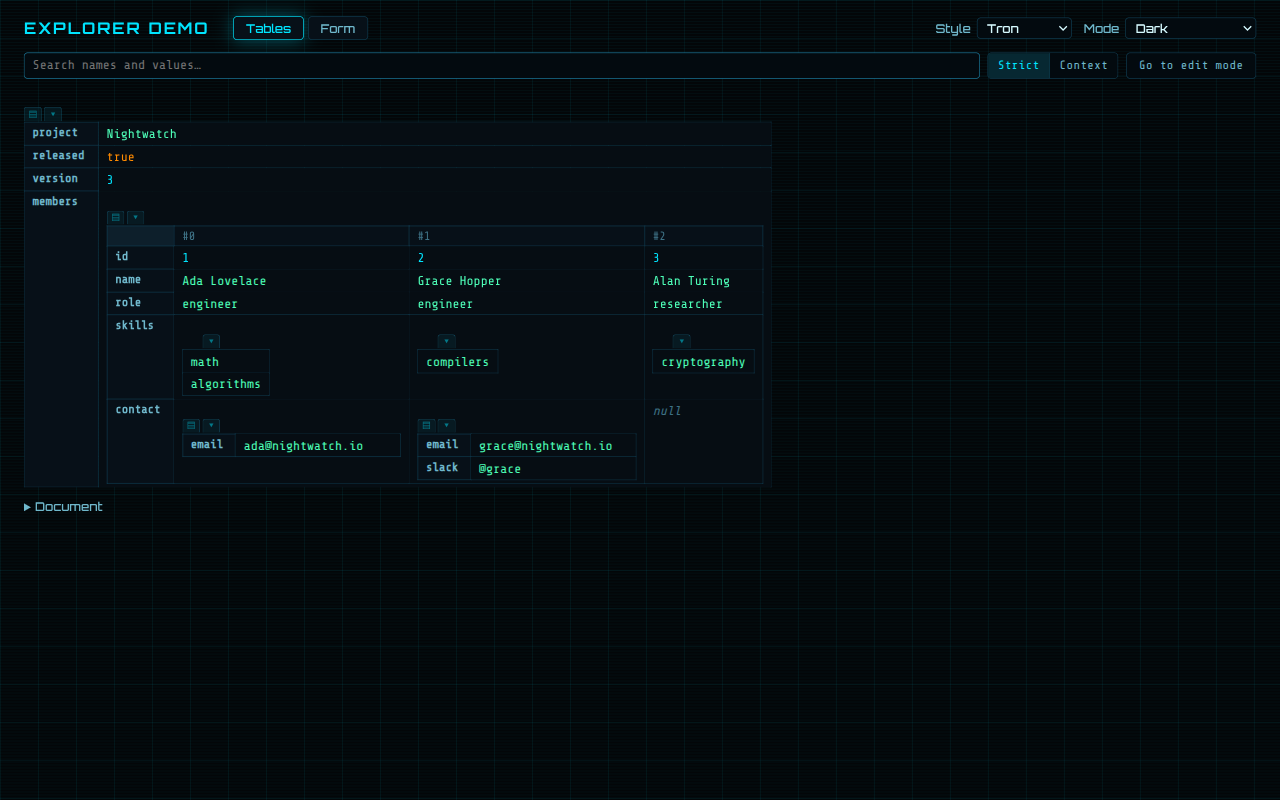 EXPLORER DEMO Tables Form Style Tron Mode Dark
Search names and values… Strict Context Go to edit mode
project Nightwatch
released true
version 3
members
#0 #1 #2
id 1 2 3
name Ada Lovelace Grace Hopper Alan Turing
role engineer engineer researcher
skills
math compilers cryptography
algorithms
contact null
email ada@nightwatch.io email grace@nightwatch.io
slack @grace
Document